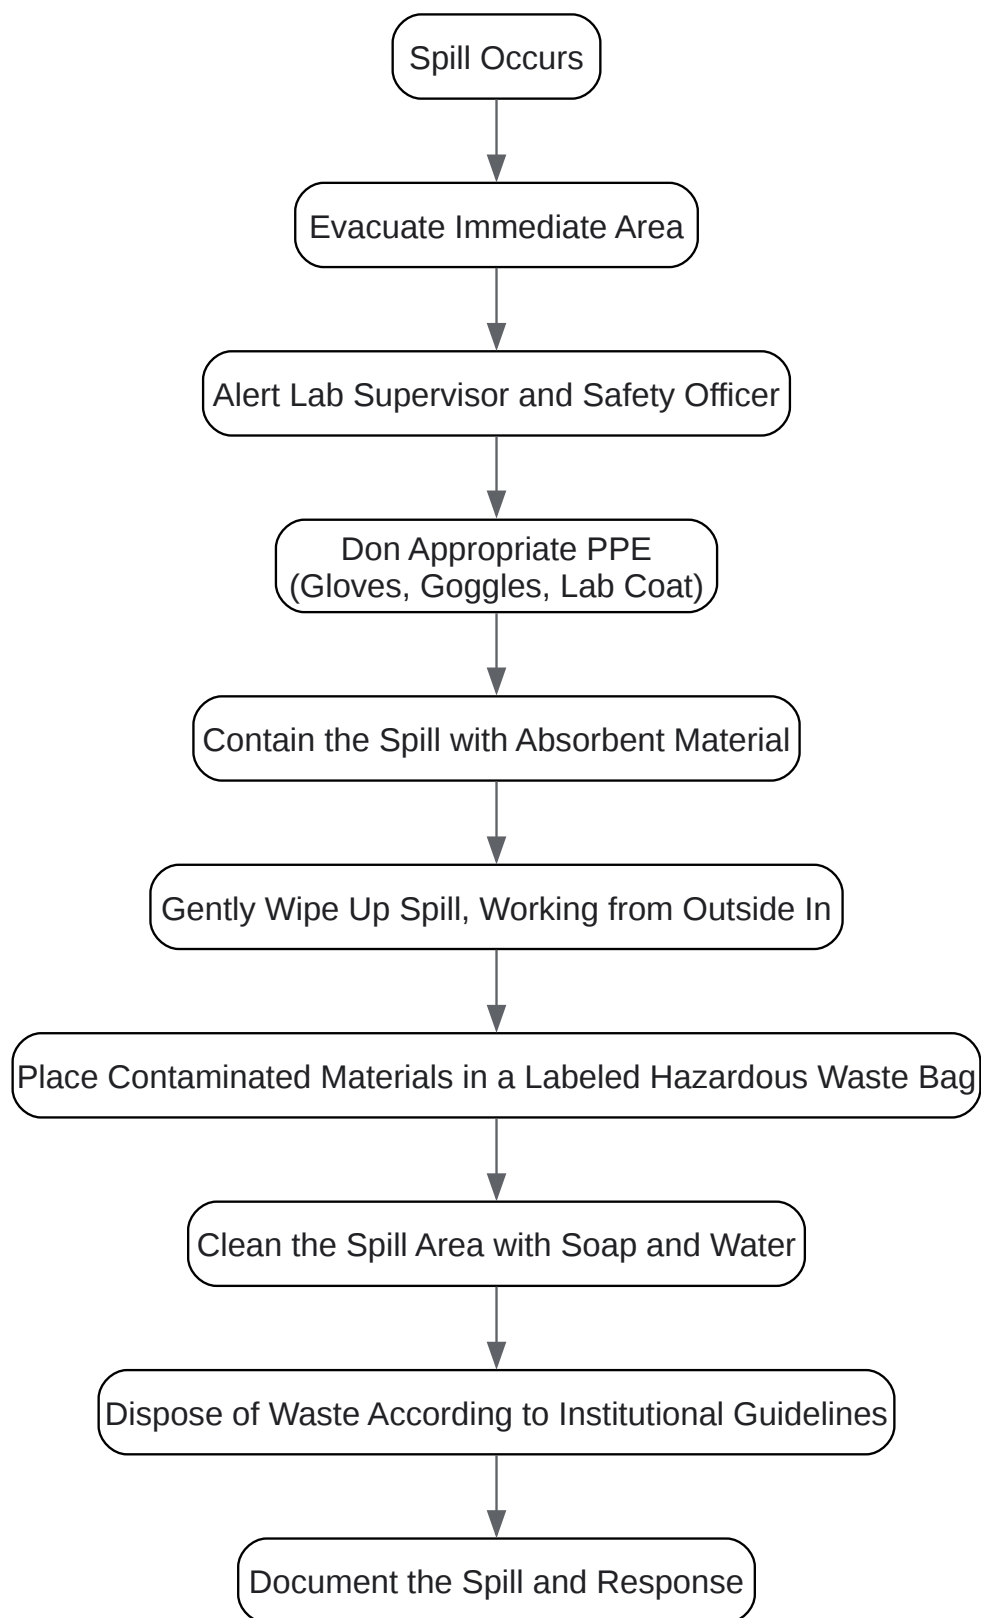 Spill Occurs
Evacuate Immediate Area
Alert Lab Supervisor and Safety Officer
Don Appropriate PPE
(Gloves, Goggles, Lab Coat)
Contain the Spill with Absorbent Material
Gently Wipe Up Spill, Working from Outside In
Place Contaminated Materials in a Labeled Hazardous Waste Bag
Clean the Spill Area with Soap and Water
Dispose of Waste According to Institutional Guidelines
Document the Spill and Response